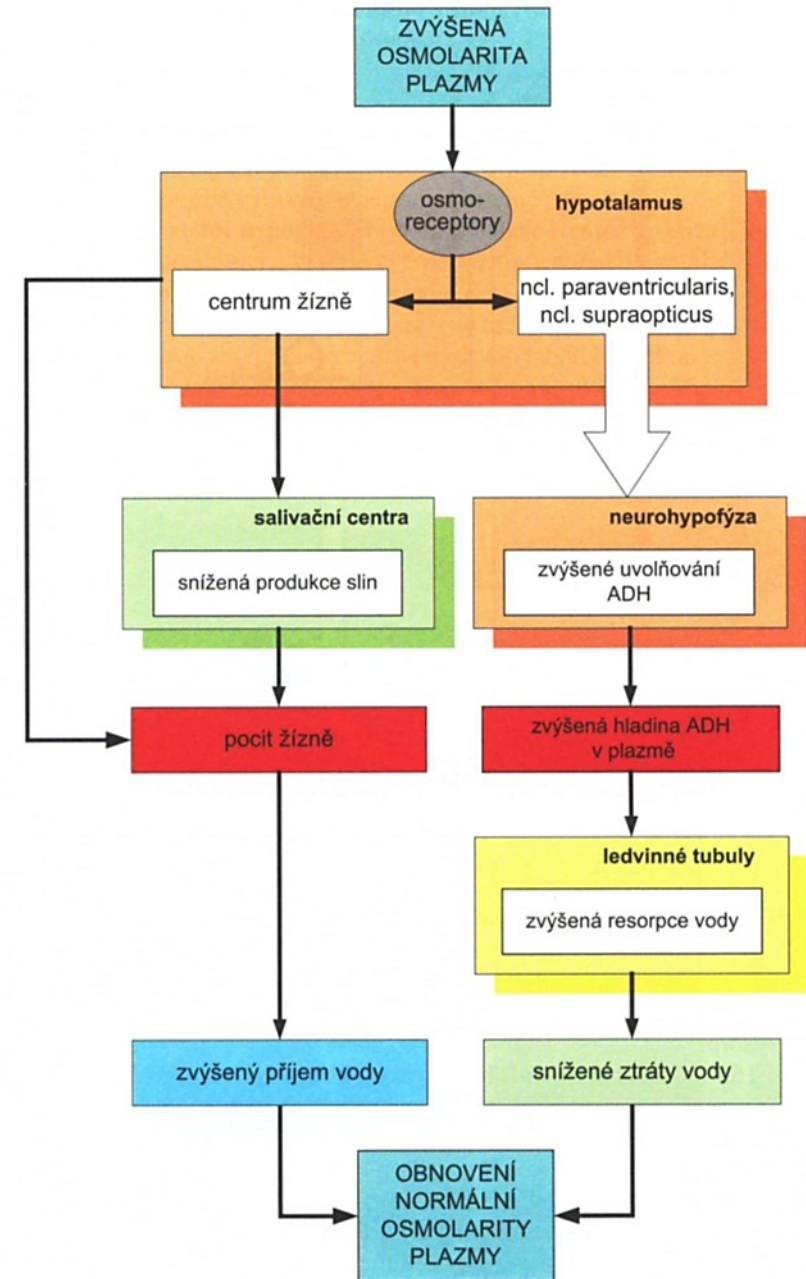 ZVÝŠENÁ
OSMOLARITA
PLAZMY
osmo-
receptory
hypotalamus
centrum žízně
ncl. paraventricularis,
ncl. supraopticus
salivační centra
snížená produkce slin
neurohypofýza
zvýšené uvolňování
ADH
pocit žízně
zvýšená hladina ADH
v plazmě
ledvinné tubuly
zvýšená resorpce vody
zvýšený příjem vody
snížené ztráty vody
OBNOVENÍ
NORMÁLNÍ
OSMOLARITY
PLAZMY